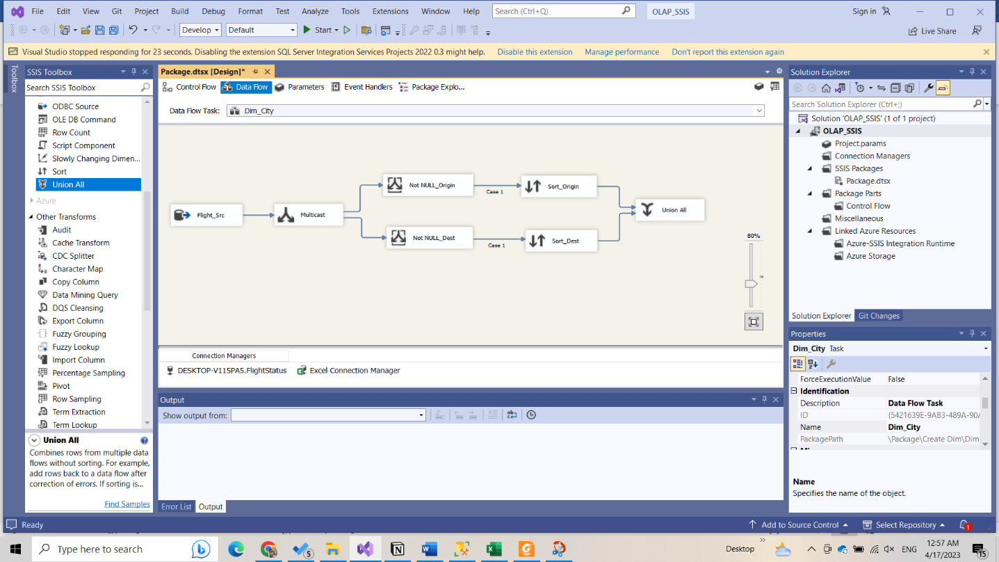 File Edit View Git Project Build Debug Format Test Analyze Tools Extensions Window Help Search (Ctrl+Q) OLAP_SSIS Sign in
Develop Default Start Live Share
Visual Studio stopped responding for 23 seconds. Disabling the extension SQL Server Integration Services Projects 2022 0.3 might help. Disable this extension Manage performance Don't report this extension again
Toolbox
SSIS Toolbox
Search SSIS Toolbox
ODBC Source
OLE DB Command
Row Count
Script Component
Slowly Changing Dimen...
Sort
Union All
Azure
Other Transforms
Audit
Cache Transform
CDC Splitter
Character Map
Copy Column
Data Mining Query
DQS Cleansing
Export Column
Fuzzy Grouping
Fuzzy Lookup
Import Column
Percentage Sampling
Pivot
Row Sampling
Term Extraction
Term Lookup
Union All
Combines rows from multiple data
flows without sorting. For example,
add rows back to a data flow after
correction of errors. If sorting is...
Find Samples
Package.dtsx [Design]*
Control Flow Data Flow Parameters Event Handlers Package Explo...
Data Flow Task: Dim_City
Not NULL_Origin
Case 1
Sort_Origin
Flight_Src
Multicast
Union All
Not NULL_Dest
Case 1
Sort_Dest
80%
Connection Managers
DESKTOP-V115PA5.FlightStatus Excel Connection Manager
Output
Show output from:
Error List Output
Solution Explorer
Search Solution Explorer (Ctrl+;)
Solution 'OLAP_SSIS' (1 of 1 project)
OLAP_SSIS
Project.params
Connection Managers
SSIS Packages
Package.dtsx
Package Parts
Control Flow
Miscellaneous
Linked Azure Resources
Azure-SSIS Integration Runtime
Azure Storage
Solution Explorer Git Changes
Properties
Dim_City Task
ForceExecutionValue False
Identification
Description Data Flow Task
ID {5421639E-9AB3-489A-90A
Name Dim_City
PackagePath \Package\Create Dim\Dim
Name
Specifies the name of the object.
Ready Add to Source Control Select Repository 1
Type here to search 5 Desktop ENG 12:57 AM
4/17/2023 15